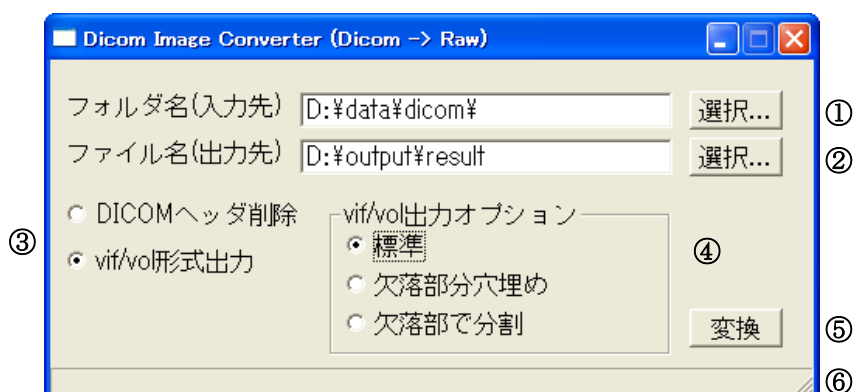 Dicom Image Converter (Dicom -> Raw)
フォルダ名(入力先) D:¥data¥dicom¥ 選択... ①
ファイル名(出力先) D:¥output¥result 選択... ②
DICOMヘッダ削除 vif/vol出力オプション
③ vif/vol形式出力 標準 ④
欠落部分穴埋め
欠落部で分割 変換 ⑤
⑥